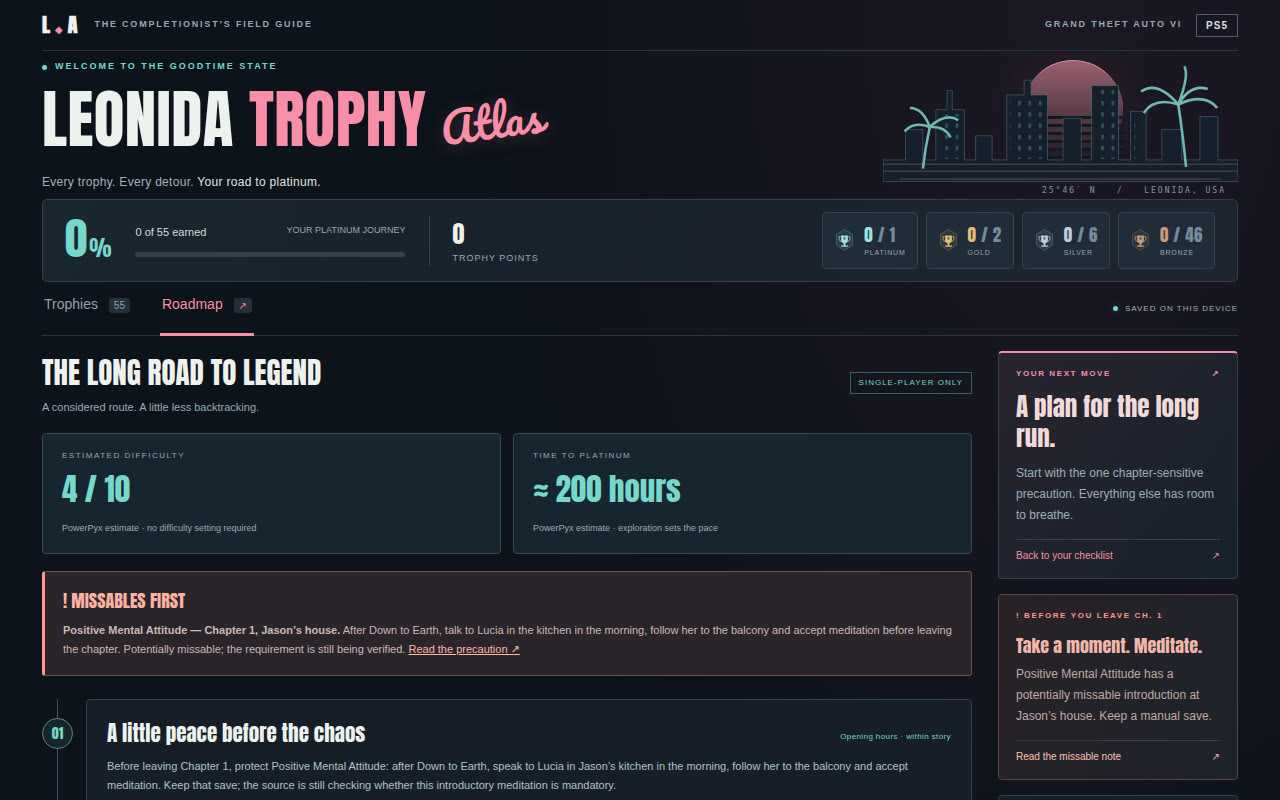 L◆A THE COMPLETIONIST'S FIELD GUIDE
GRAND THEFT AUTO VI PS5
WELCOME TO THE GOODTIME STATE
LEONIDA TROPHY Atlas
Every trophy. Every detour. Your road to platinum.
25°46′ N / LEONIDA, USA
0%
0 of 55 earned
YOUR PLATINUM JOURNEY
0
TROPHY POINTS
0 / 1
PLATINUM
0 / 2
GOLD
0 / 6
SILVER
0 / 46
BRONZE
Trophies 55
Roadmap ↗
SAVED ON THIS DEVICE
THE LONG ROAD TO LEGEND
A considered route. A little less backtracking.
SINGLE-PLAYER ONLY
ESTIMATED DIFFICULTY
4 / 10
PowerPyx estimate · no difficulty setting required
TIME TO PLATINUM
≈ 200 hours
PowerPyx estimate · exploration sets the pace
! MISSABLES FIRST
Positive Mental Attitude — Chapter 1, Jason's house. After Down to Earth, talk to Lucia in the kitchen in the morning, follow her to the balcony and accept meditation before leaving
the chapter. Potentially missable; the requirement is still being verified. Read the precaution ↗
01
A little peace before the chaos
Opening hours · within story
Before leaving Chapter 1, protect Positive Mental Attitude: after Down to Earth, speak to Lucia in Jason's kitchen in the morning, follow her to the balcony and accept
meditation. Keep that save; the source is still checking whether this introductory meditation is mandatory.
YOUR NEXT MOVE ↗
A plan for the long
run.
Start with the one chapter-sensitive
precaution. Everything else has room
to breathe.
Back to your checklist ↗
! BEFORE YOU LEAVE CH. 1
Take a moment. Meditate.
Positive Mental Attitude has a
potentially missable introduction at
Jason's house. Keep a manual save.
Read the missable note ↗